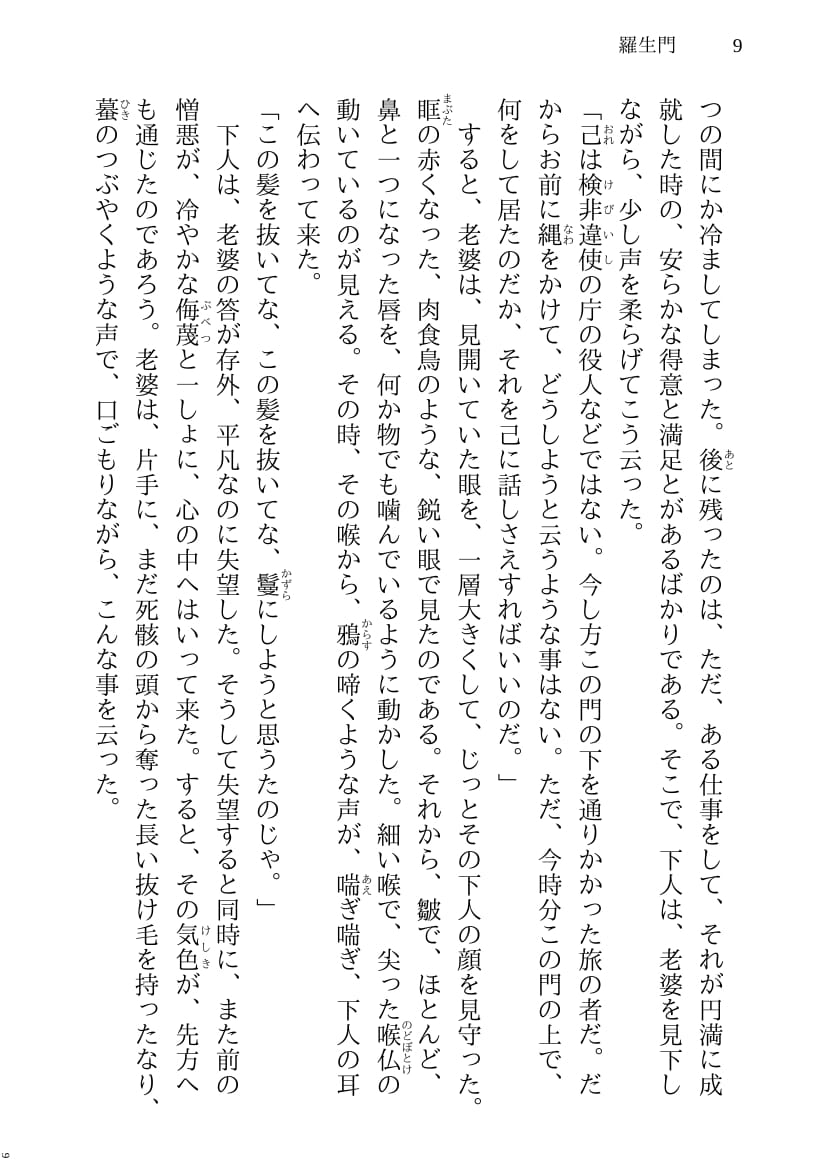 羅生門 9
つの間にか冷ましてしまった。後に残ったのは、ただ、ある仕事をして、それが円満に成
就した時の、安らかな得意と満足とがあるばかりである。そこで、下人は、老婆を見下し
ながら、少し声を柔らげてこう云った。
「己は検非違使の庁の役人などではない。今し方この門の下を通りかかった旅の者だ。だ
からお前に縄をかけて、どうしようと云うような事はない。ただ、今時分この門の上で、
何をして居たのだか、それを己に話しさえすればいいのだ。」
すると、老婆は、見開いていた眼を、一層大きくして、じっとその下人の顔を見守った。
眶の赤くなった、肉食鳥のような、鋭い眼で見たのである。それから、皺で、ほとんど、
鼻と一つになった唇を、何か物でも噛んでいるように動かした。細い喉で、尖った喉仏の
動いているのが見える。その時、その喉から、鴉の啼くような声が、喘ぎ喘ぎ、下人の耳
へ伝わって来た。
「この髪を抜いてな、この髪を抜いてな、鬘にしようと思うたのじゃ。」
下人は、老婆の答が存外、平凡なのに失望した。そうして失望すると同時に、また前の
憎悪が、冷やかな侮蔑と一しょに、心の中へはいって来た。すると、その気色が、先方へ
も通じたのであろう。老婆は、片手に、まだ死骸の頭から奪った長い抜け毛を持ったなり、
蟇のつぶやくような声で、口ごもりながら、こんな事を云った。
9